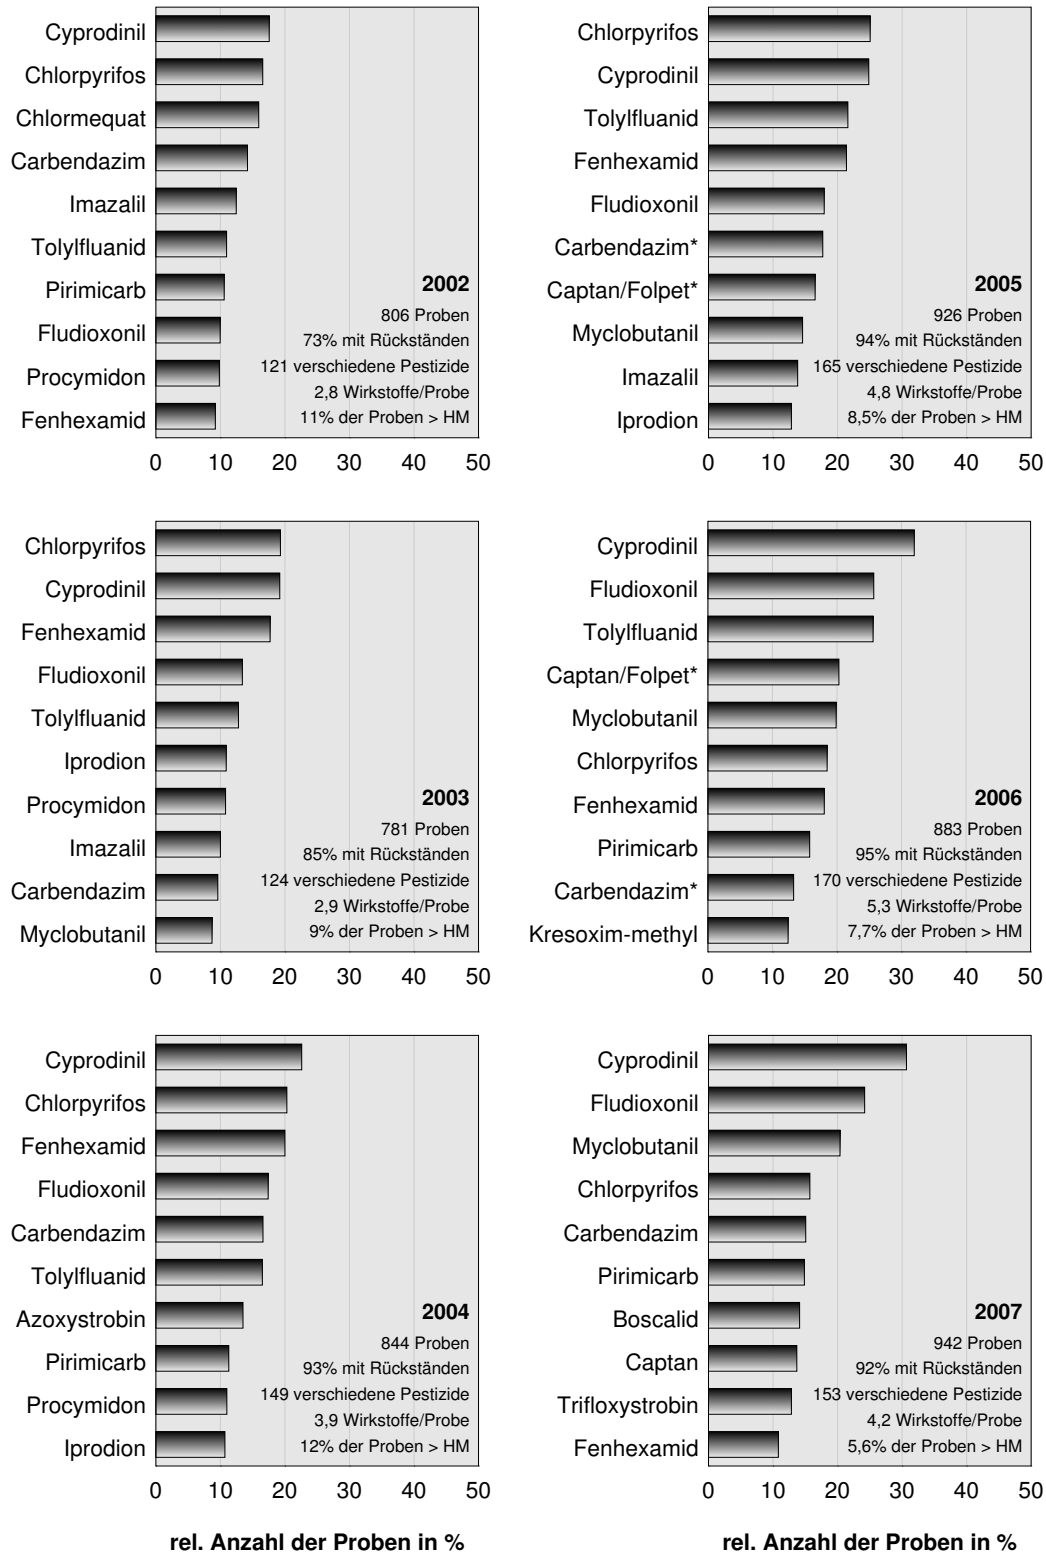 Cyprodinil
Chlorpyrifos
Chlormequat
Carbendazim
Imazalil
Tolylfluanid
Pirimicarb
Fludioxonil
Procymidon
Fenhexamid
2002
806 Proben
73% mit Rückständen
121 verschiedene Pestizide
2,8 Wirkstoffe/Probe
11% der Proben > HM
0 10 20 30 40 50
Chlorpyrifos
Cyprodinil
Tolylfluanid
Fenhexamid
Fludioxonil
Carbendazim*
Captan/Folpet*
Myclobutanil
Imazalil
Iprodion
2005
926 Proben
94% mit Rückständen
165 verschiedene Pestizide
4,8 Wirkstoffe/Probe
8,5% der Proben > HM
0 10 20 30 40 50
Chlorpyrifos
Cyprodinil
Fenhexamid
Fludioxonil
Tolylfluanid
Iprodion
Procymidon
Imazalil
Carbendazim
Myclobutanil
2003
781 Proben
85% mit Rückständen
124 verschiedene Pestizide
2,9 Wirkstoffe/Probe
9% der Proben > HM
0 10 20 30 40 50
Cyprodinil
Fludioxonil
Tolylfluanid
Captan/Folpet*
Myclobutanil
Chlorpyrifos
Fenhexamid
Pirimicarb
Carbendazim*
Kresoxim-methyl
2006
883 Proben
95% mit Rückständen
170 verschiedene Pestizide
5,3 Wirkstoffe/Probe
7,7% der Proben > HM
0 10 20 30 40 50
Cyprodinil
Chlorpyrifos
Fenhexamid
Fludioxonil
Carbendazim
Tolylfluanid
Azoxystrobin
Pirimicarb
Procymidon
Iprodion
2004
844 Proben
93% mit Rückständen
149 verschiedene Pestizide
3,9 Wirkstoffe/Probe
12% der Proben > HM
0 10 20 30 40 50
rel. Anzahl der Proben in %
Cyprodinil
Fludioxonil
Myclobutanil
Chlorpyrifos
Carbendazim
Pirimicarb
Boscalid
Captan
Trifloxystrobin
Fenhexamid
2007
942 Proben
92% mit Rückständen
153 verschiedene Pestizide
4,2 Wirkstoffe/Probe
5,6% der Proben > HM
0 10 20 30 40 50
rel. Anzahl der Proben in %